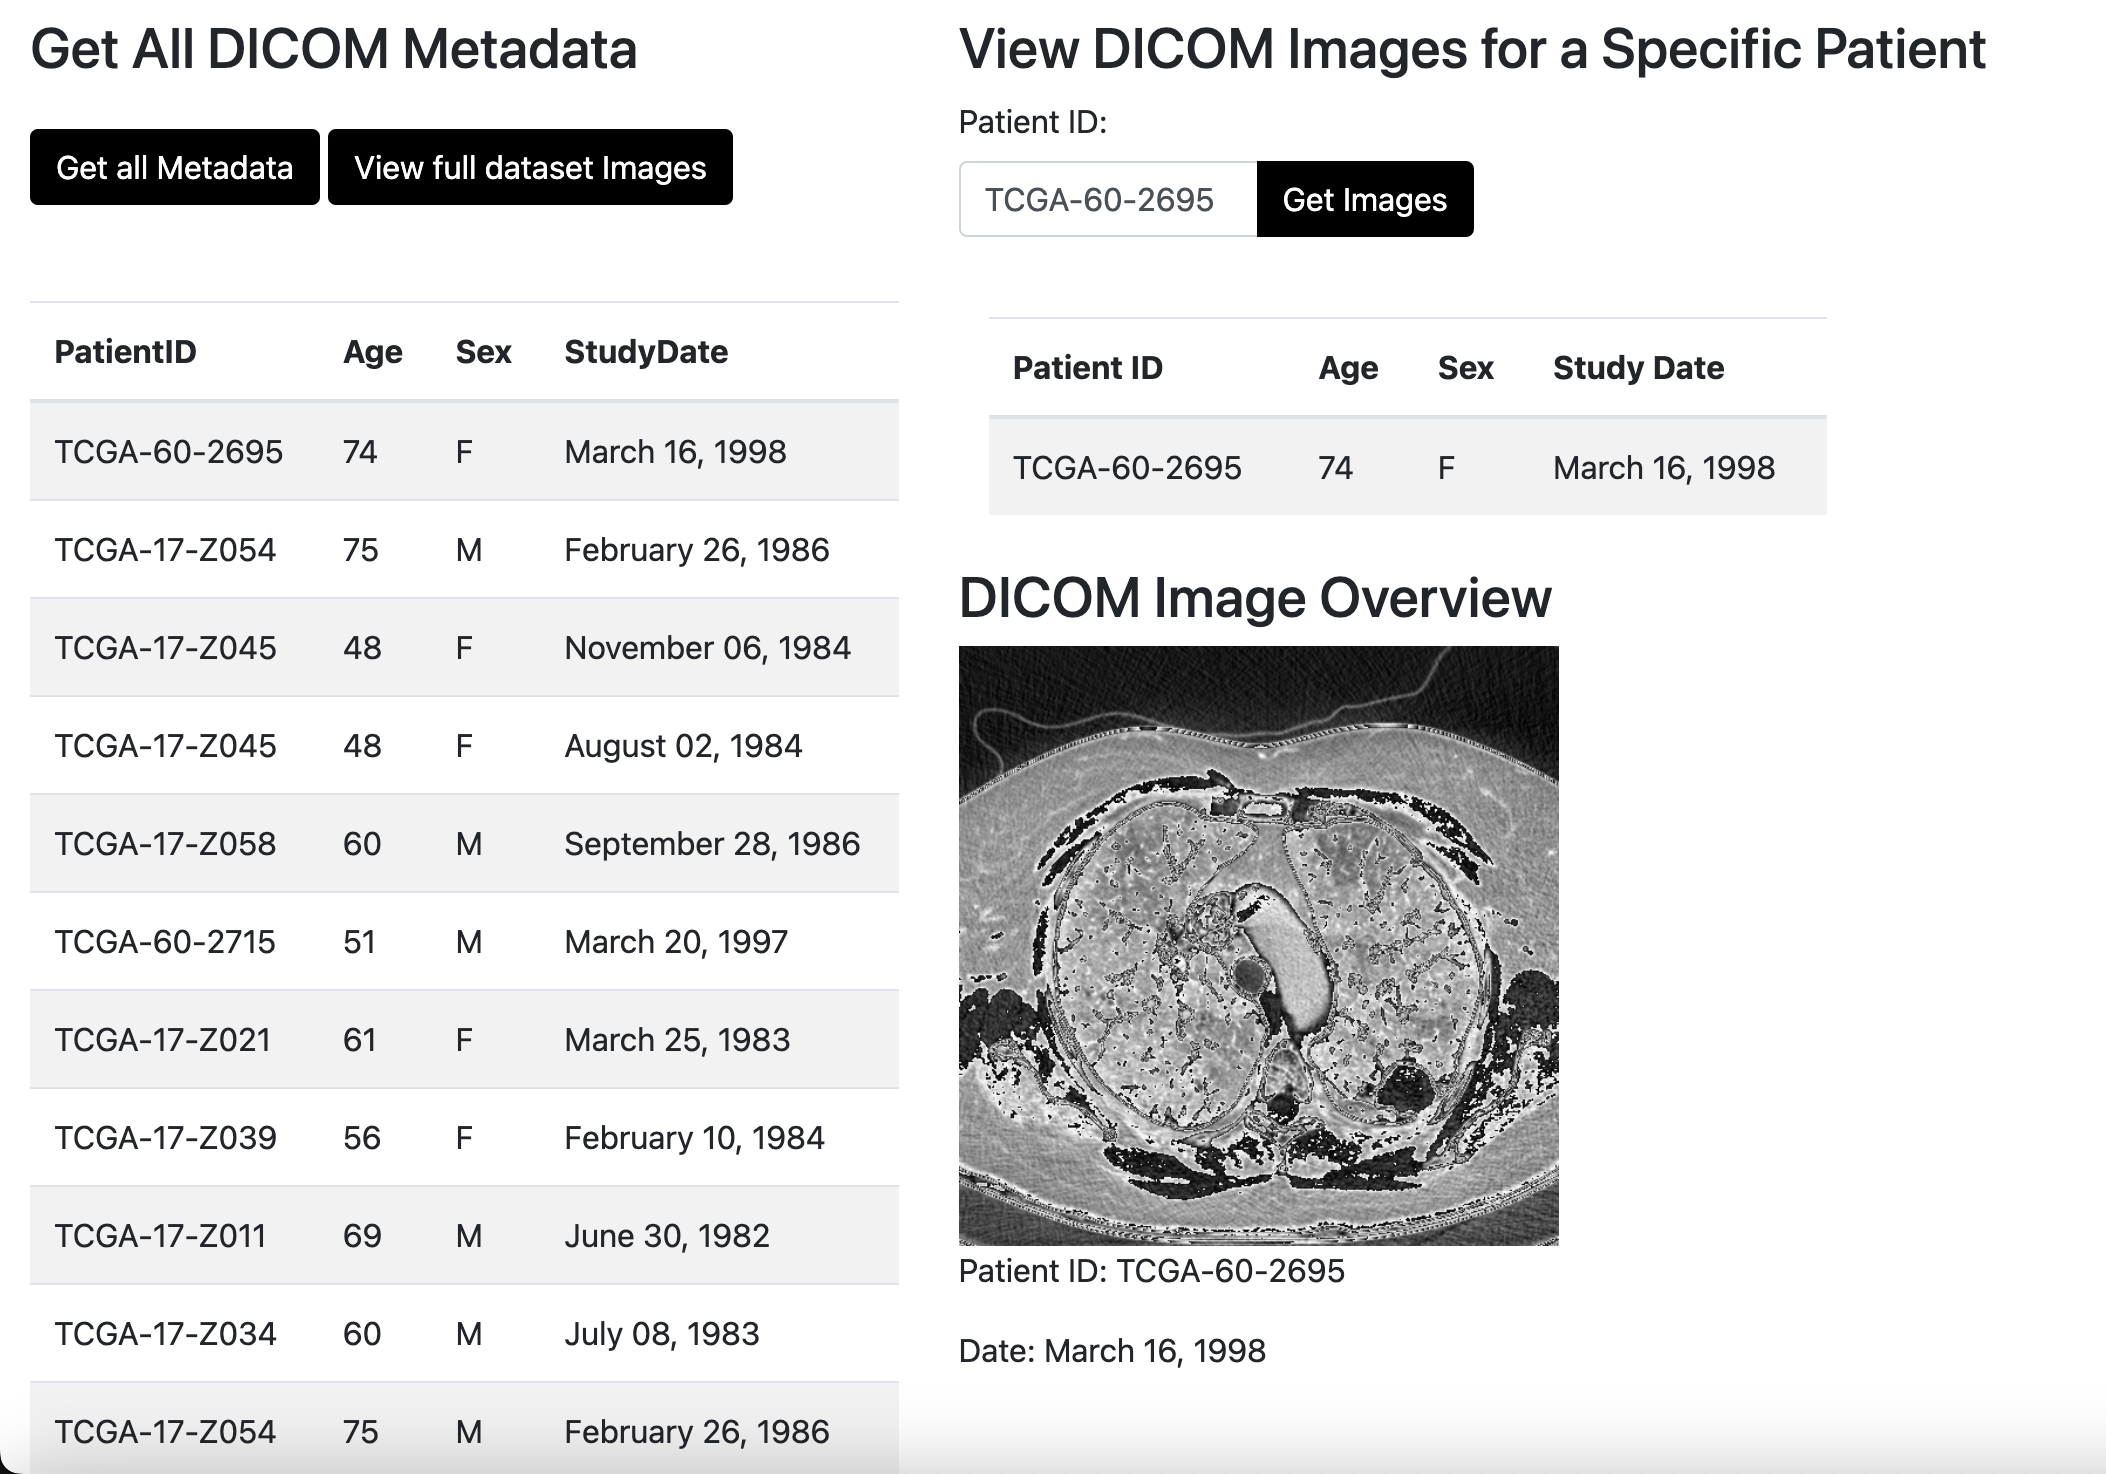 Get All DICOM Metadata
Get all Metadata View full dataset Images
PatientID Age Sex StudyDate
TCGA-60-2695 74 F March 16, 1998
TCGA-17-Z054 75 M February 26, 1986
TCGA-17-Z045 48 F November 06, 1984
TCGA-17-Z045 48 F August 02, 1984
TCGA-17-Z058 60 M September 28, 1986
TCGA-60-2715 51 M March 20, 1997
TCGA-17-Z021 61 F March 25, 1983
TCGA-17-Z039 56 F February 10, 1984
TCGA-17-Z011 69 M June 30, 1982
TCGA-17-Z034 60 M July 08, 1983
TCGA-17-Z054 75 M February 26, 1986
View DICOM Images for a Specific Patient
Patient ID:
TCGA-60-2695 Get Images
Patient ID Age Sex Study Date
TCGA-60-2695 74 F March 16, 1998
DICOM Image Overview
Patient ID: TCGA-60-2695
Date: March 16, 1998